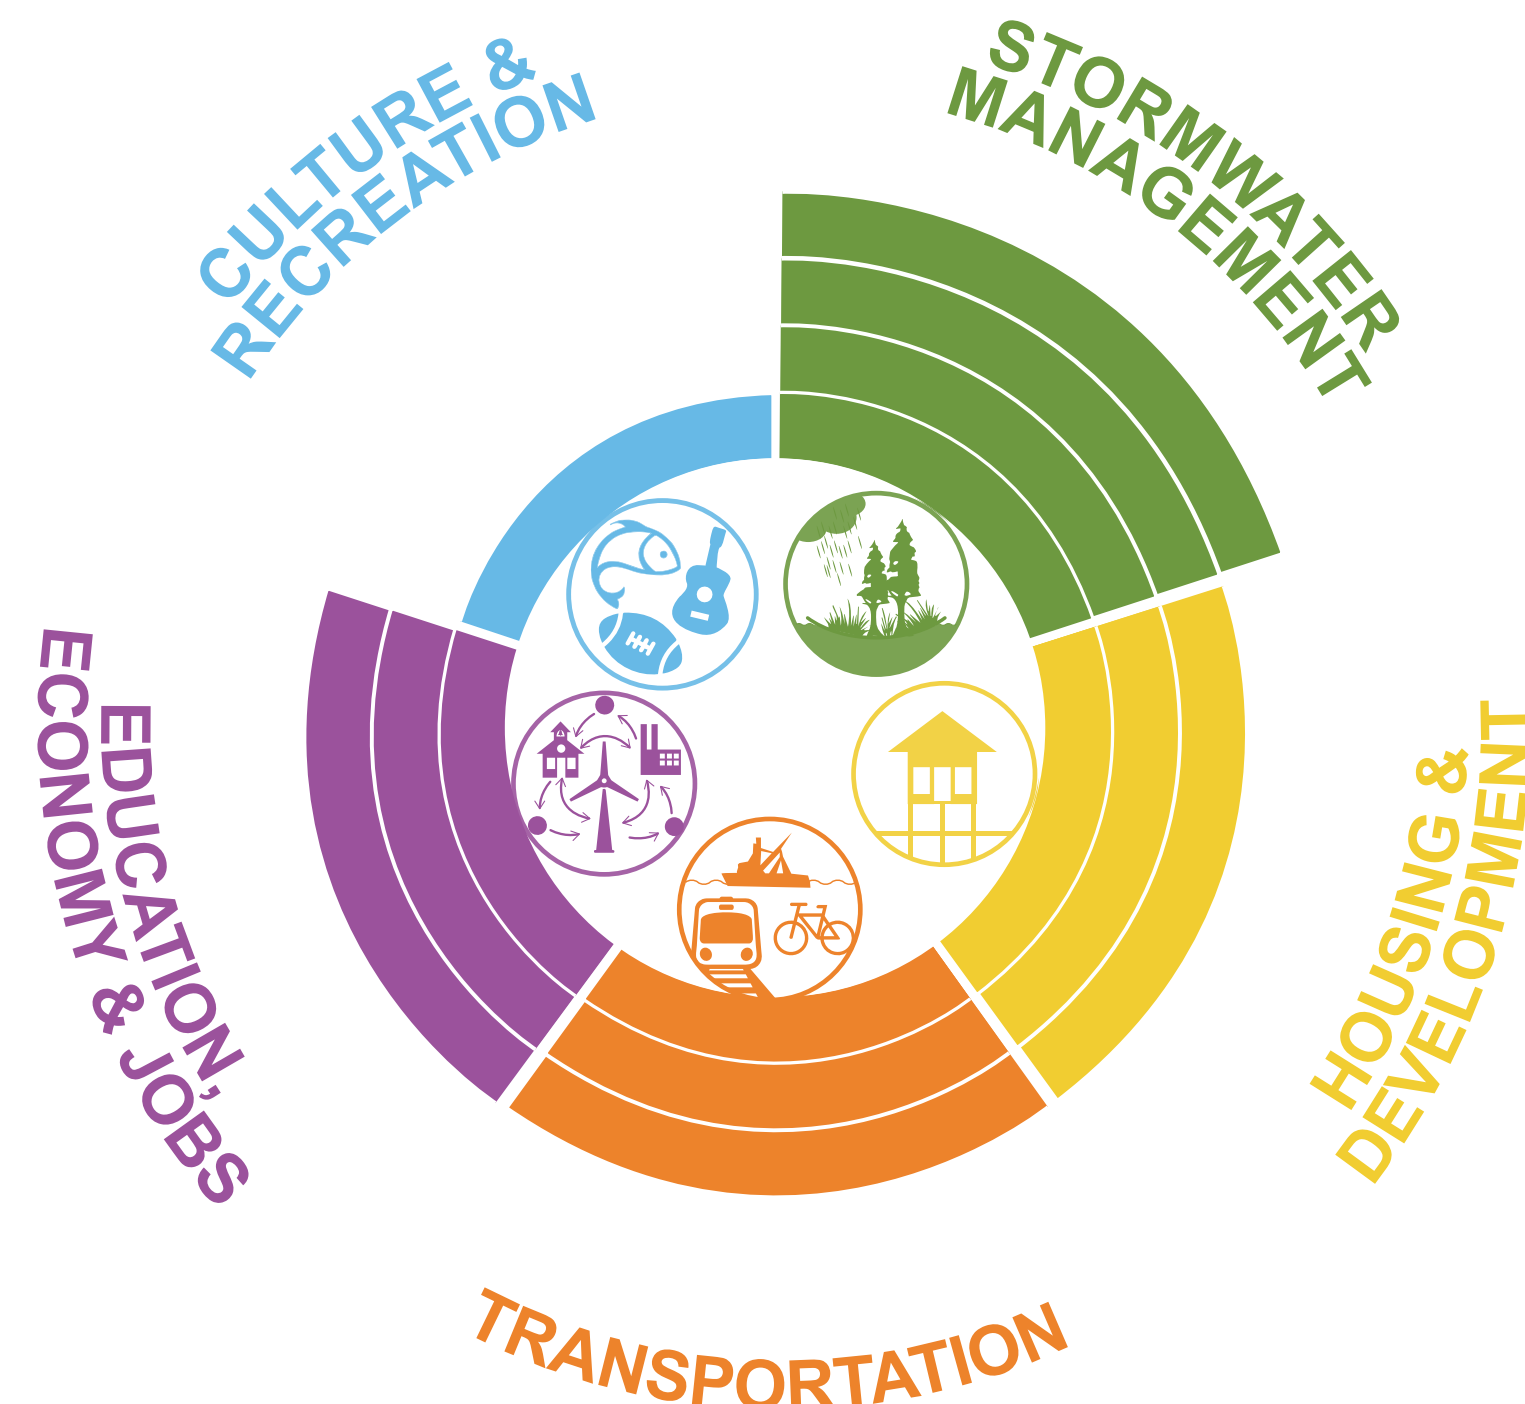 CULTURE &
RECREATION
STORMWATER
MANAGEMENT
EDUCATION,
ECONOMY & JOBS
HOUSING &
DEVELOPMENT
TRANSPORTATION